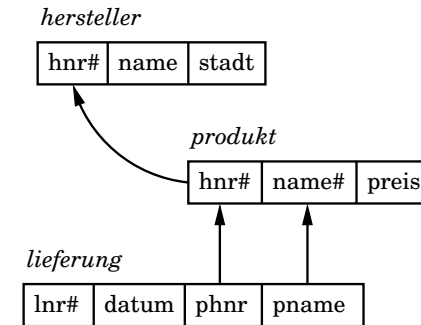 hersteller
hnr# name stadt
produkt
hnr# name# preis
lieferung
lnr# datum phnr pname